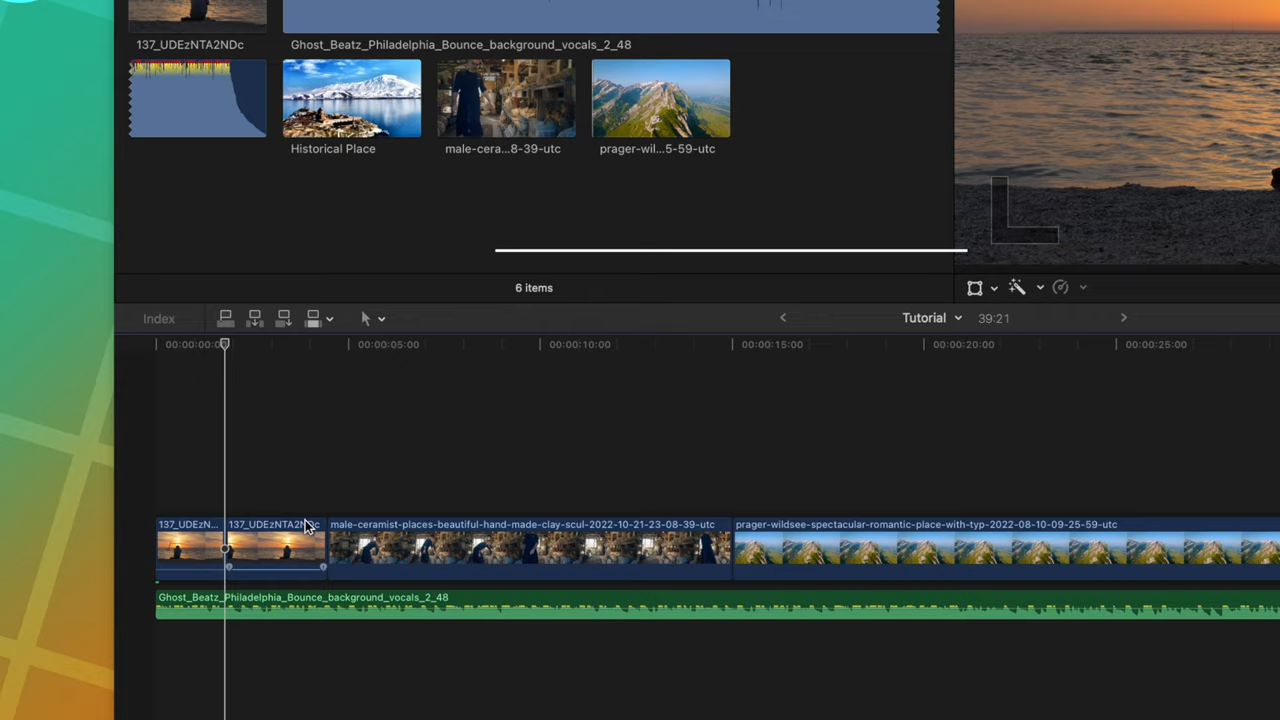 137_UDEzNTA2NDc
Ghost_Beatz_Philadelphia_Bounce_background_vocals_2_48
Historical Place
male-cera...8-39-utc
prager-wil...5-59-utc
6 items
Index
Tutorial
39:21
00:00:00:0
00:00:05:00
00:00:10:00
00:00:15:00
00:00:20:00
00:00:25:00
137_UDEzN...
137_UDEzNTA2
male-ceramist-places-beautiful-hand-made-clay-scul-2022-10-21-23-08-39-utc
prager-wildsee-spectacular-romantic-place-with-typ-2022-08-10-09-25-59-utc
Ghost_Beatz_Philadelphia_Bounce_background_vocals_2_48